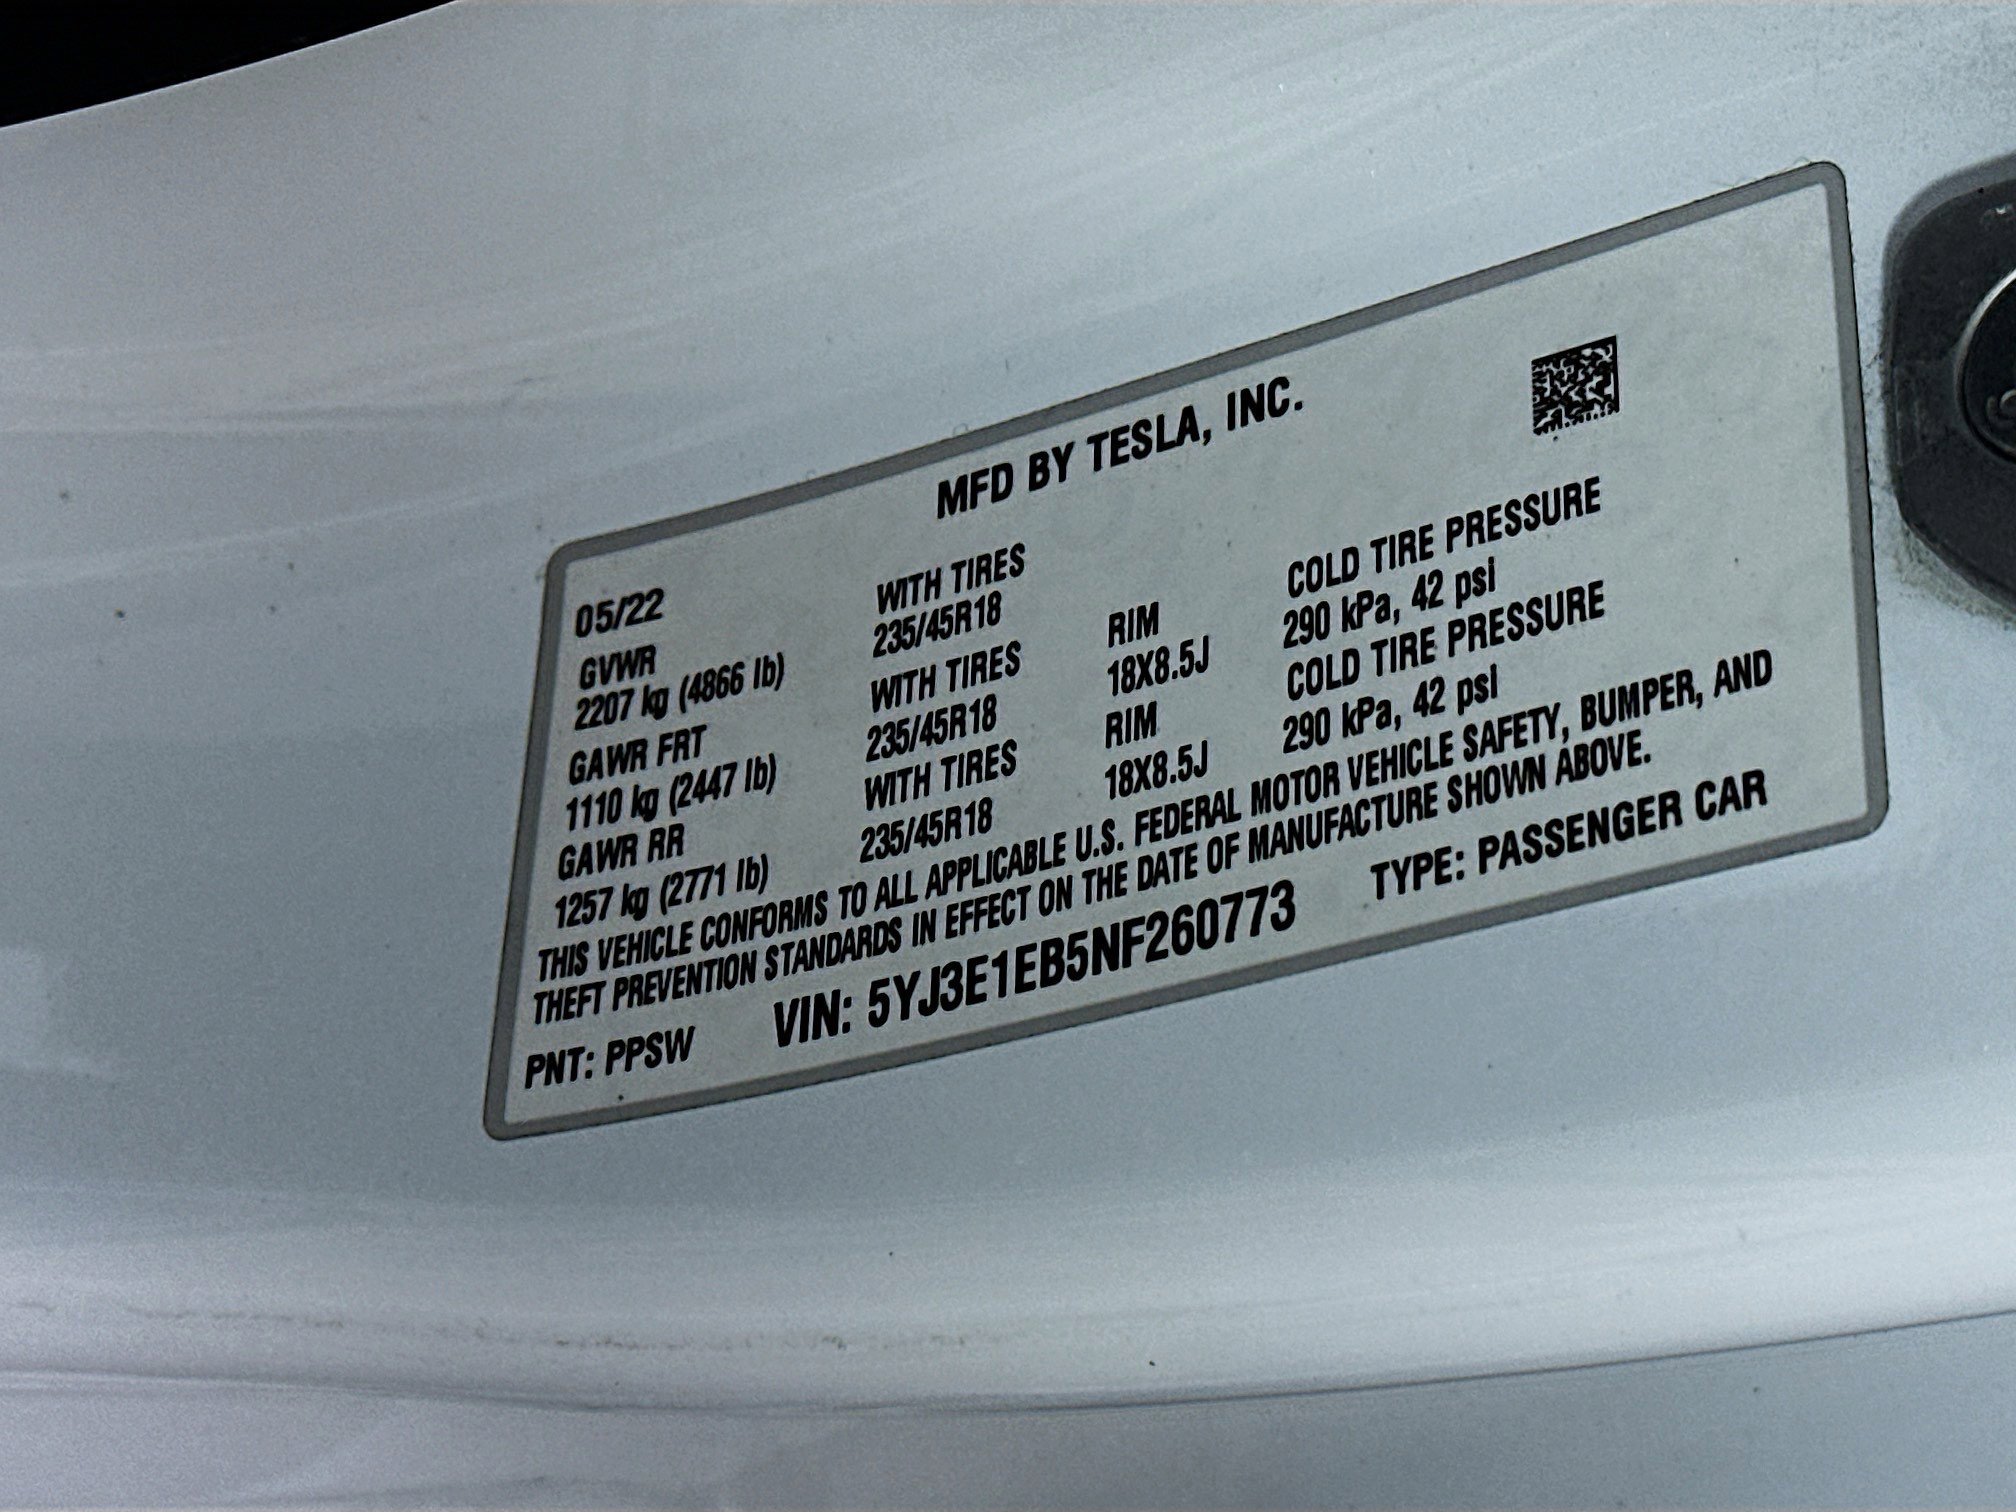 MFD BY TESLA, INC.
05/22
GVWR WITH TIRES
2207 kg (4866 lb) 235/45R18
GAWR FRT WITH TIRES RIM COLD TIRE PRESSURE
1110 kg (2447 lb) 235/45R18 18X8.5J 290 kPa, 42 psi
GAWR RR WITH TIRES RIM COLD TIRE PRESSURE
1257 kg (2771 lb) 235/45R18 18X8.5J 290 kPa, 42 psi
THIS VEHICLE CONFORMS TO ALL APPLICABLE U.S. FEDERAL MOTOR VEHICLE SAFETY, BUMPER, AND
THEFT PREVENTION STANDARDS IN EFFECT ON THE DATE OF MANUFACTURE SHOWN ABOVE.
PNT: PPSW VIN: 5YJ3E1EB5NF260773 TYPE: PASSENGER CAR